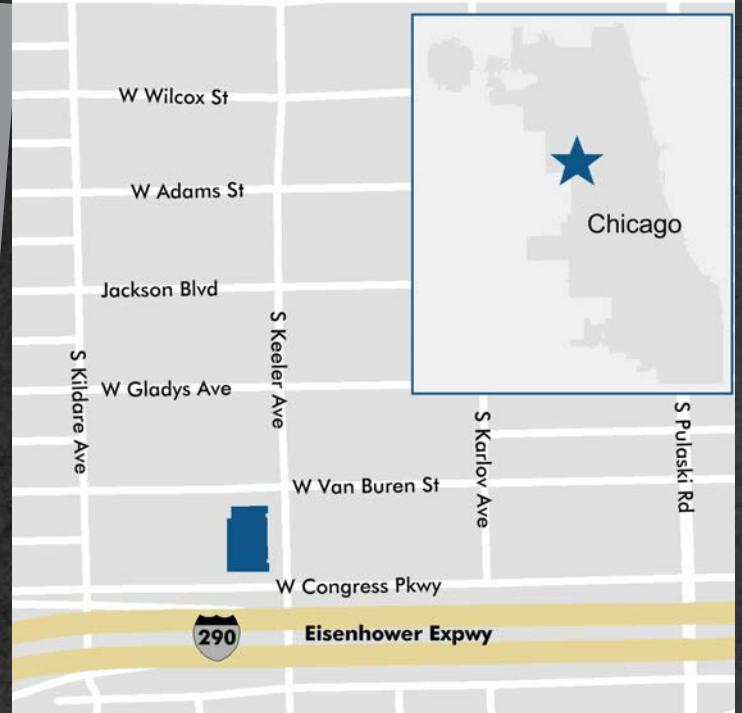 W Wilcox St
W Adams St
Chicago
Jackson Blvd
S Keeler Ave
S Kildare Ave
W Gladys Ave
S Karlov Ave
S Pulaski Rd
W Van Buren St
W Congress Pkwy
290
Eisenhower Expwy